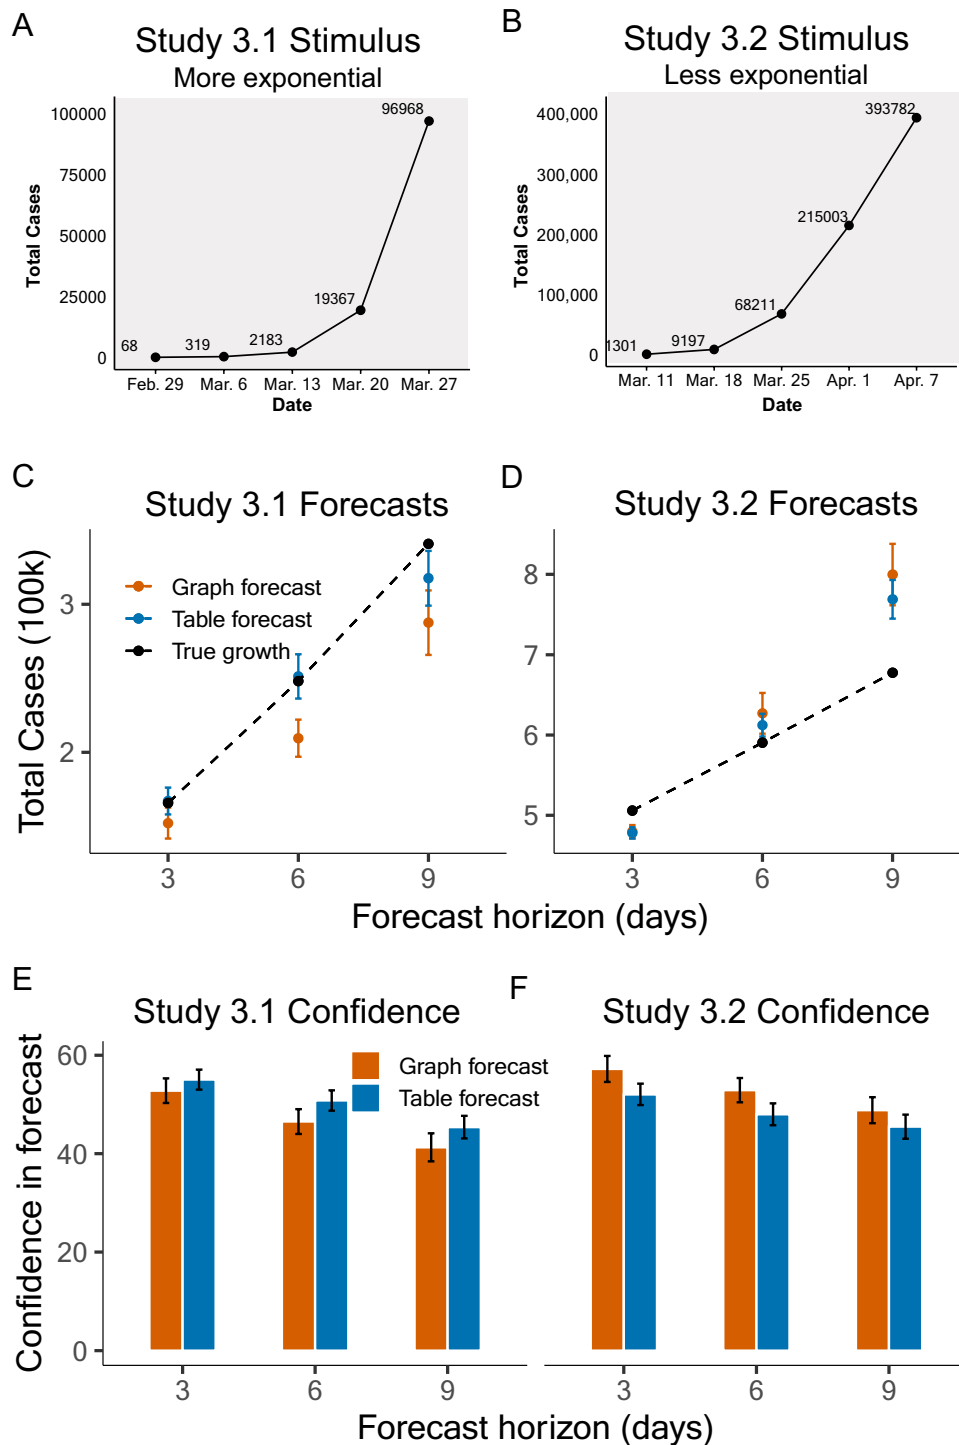 A
Study 3.1 Stimulus
More exponential
Total Cases
100000
75000
50000
25000
0
68
319
2183
19367
96968
Feb. 29 Mar. 6 Mar. 13 Mar. 20 Mar. 27
Date
B
Study 3.2 Stimulus
Less exponential
Total Cases
400,000
300,000
200,000
100,000
0
1301
9197
68211
215003
393782
Mar. 11 Mar. 18 Mar. 25 Apr. 1 Apr. 7
Date
C
Study 3.1 Forecasts
Total Cases (100k)
3
2
Graph forecast
Table forecast
True growth
3 6 9
D
Study 3.2 Forecasts
8
7
6
5
3 6 9
Forecast horizon (days)
E
Study 3.1 Confidence
Confidence in forecast
60
40
20
0
Graph forecast
Table forecast
3 6 9
F
Study 3.2 Confidence
3 6 9
Forecast horizon (days)